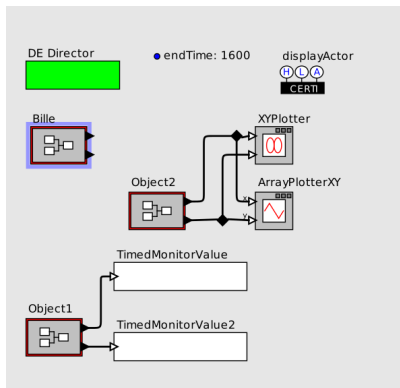 DE Director
endTime: 1600
displayActor
H L A
CERTI
Bille
XYPlotter
Object2
ArrayPlotterXY
x
Y
TimedMonitorValue
Object1
TimedMonitorValue2